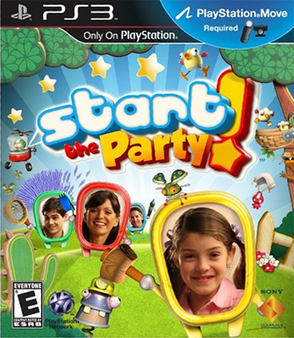 PS3
PlayStation®Move
Required
Only On PlayStation®
start
the Party!
EVERYONE
E
ESRB
PlayStation
Network
SONY